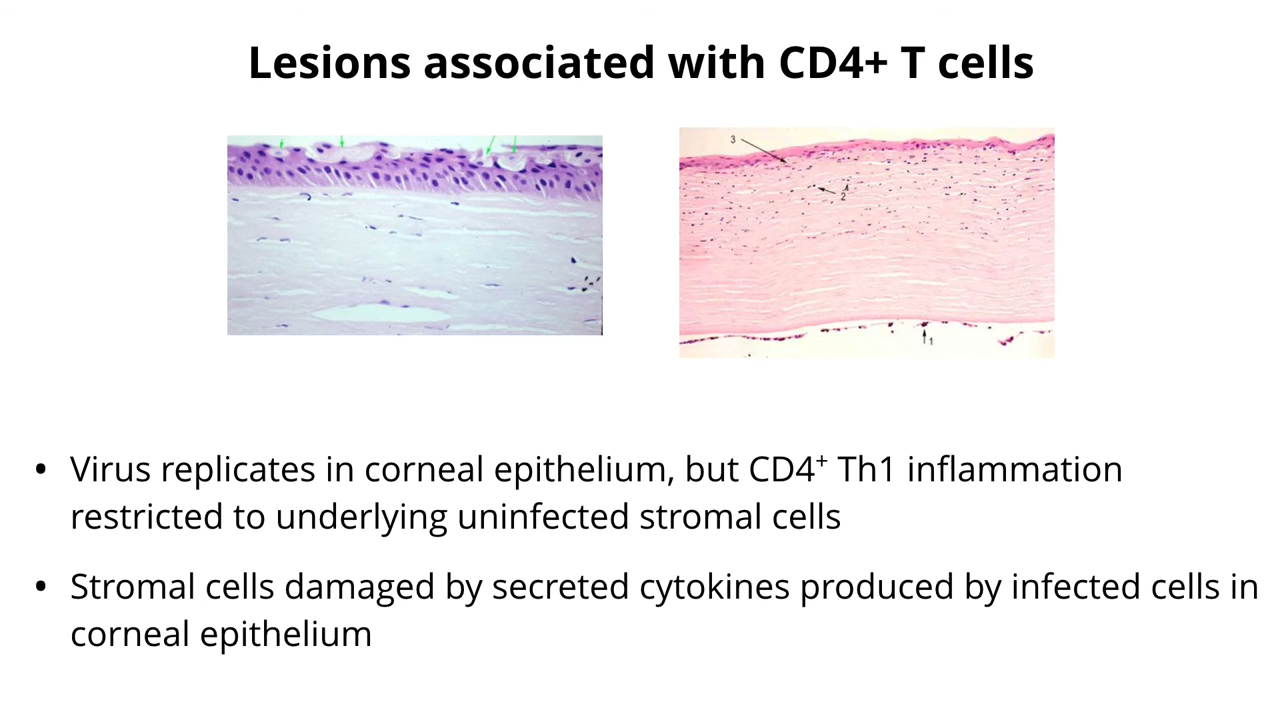 Lesions associated with CD4+ T cells
3
2
1
• Virus replicates in corneal epithelium, but CD4⁺ Th1 inflammation
restricted to underlying uninfected stromal cells
• Stromal cells damaged by secreted cytokines produced by infected cells in
corneal epithelium